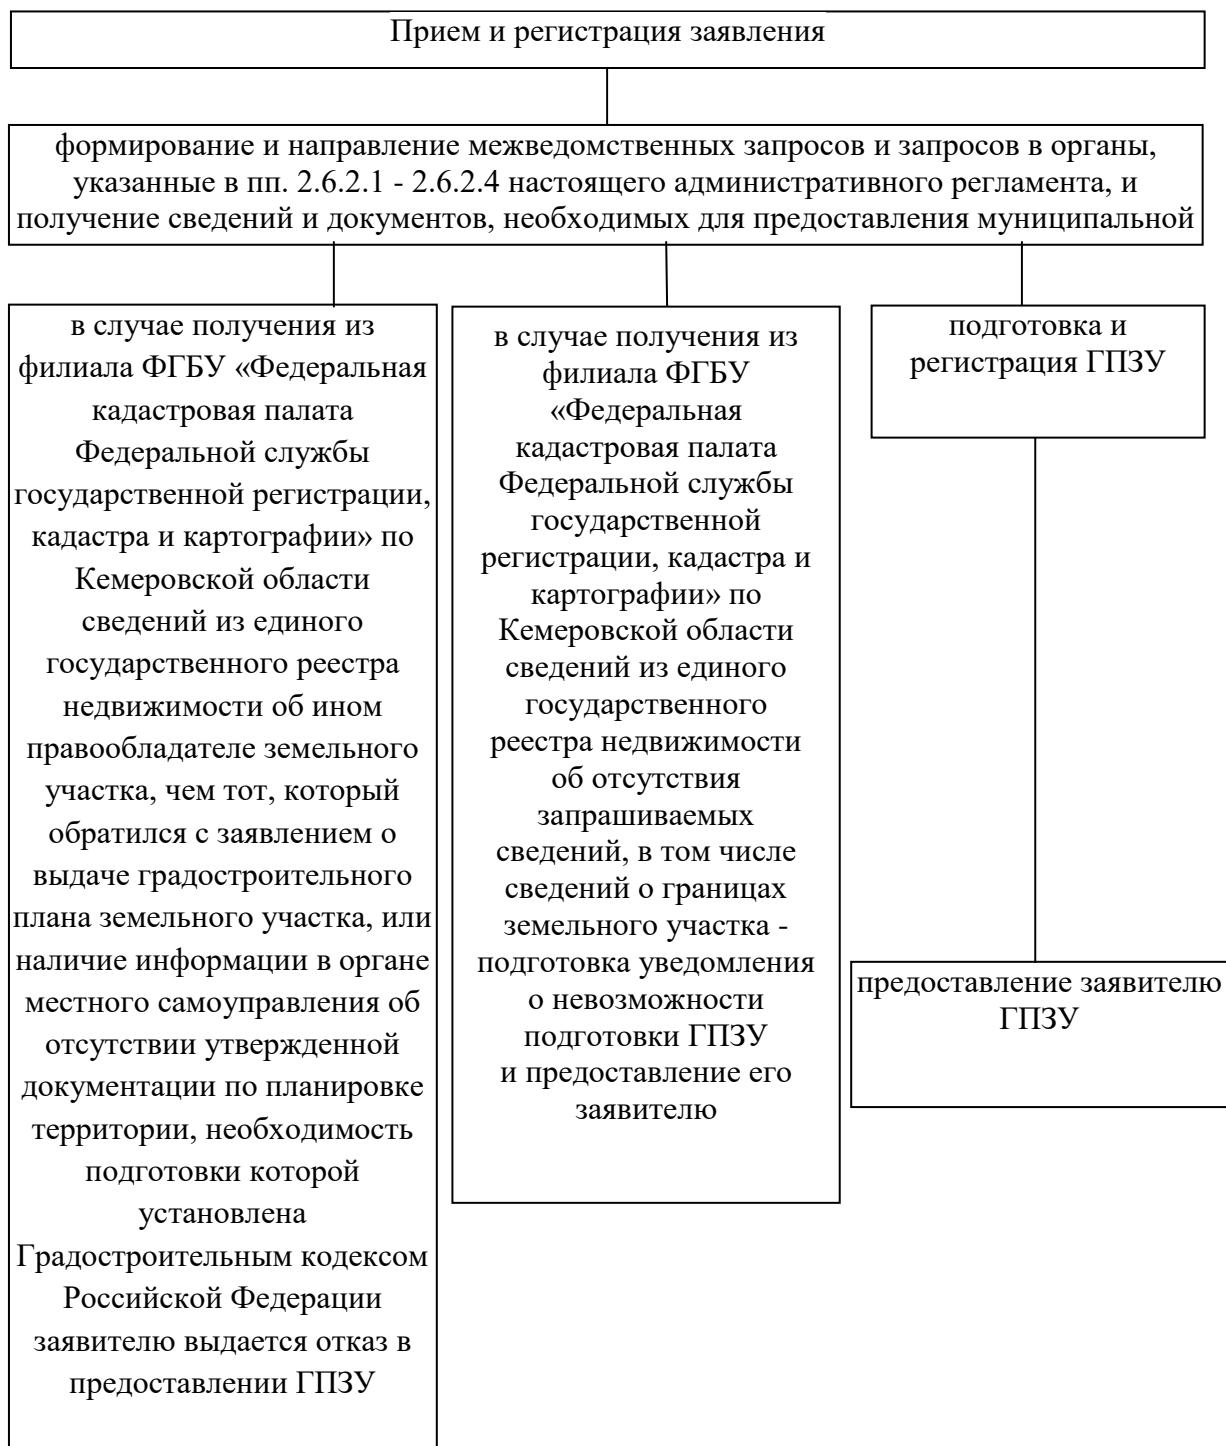 Прием и регистрация заявления
формирование и направление межведомственных запросов и запросов в органы,
указанные в пп. 2.6.2.1 - 2.6.2.4 настоящего административного регламента, и
получение сведений и документов, необходимых для предоставления муниципальной
в случае получения из
филиала ФГБУ «Федеральная
кадастровая палата
Федеральной службы
государственной регистрации,
кадастра и картографии» по
Кемеровской области
сведений из единого
государственного реестра
недвижимости об ином
правообладателе земельного
участка, чем тот, который
обратился с заявлением о
выдаче градостроительного
плана земельного участка, или
наличие информации в органе
местного самоуправления об
отсутствии утвержденной
документации по планировке
территории, необходимость
подготовки которой
установлена
Градостроительным кодексом
Российской Федерации
заявителю выдается отказ в
предоставлении ГПЗУ
в случае получения из
филиала ФГБУ
«Федеральная
кадастровая палата
Федеральной службы
государственной
регистрации, кадастра и
картографии» по
Кемеровской области
сведений из единого
государственного
реестра недвижимости
об отсутствия
запрашиваемых
сведений, в том числе
сведений о границах
земельного участка -
подготовка уведомления
о невозможности
подготовки ГПЗУ
и предоставление его
заявителю
подготовка и
регистрация ГПЗУ
предоставление заявителю
ГПЗУ